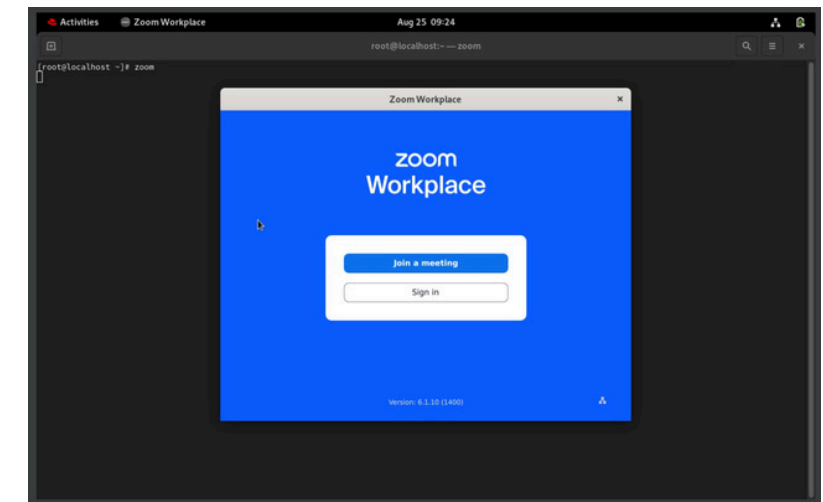 Activities Zoom Workplace Aug 25 09:24
root@localhost:~ — zoom
[root@localhost ~]# zoom
Zoom Workplace
zoom
Workplace
Join a meeting
Sign in
Version: 6.1.10 (1400)